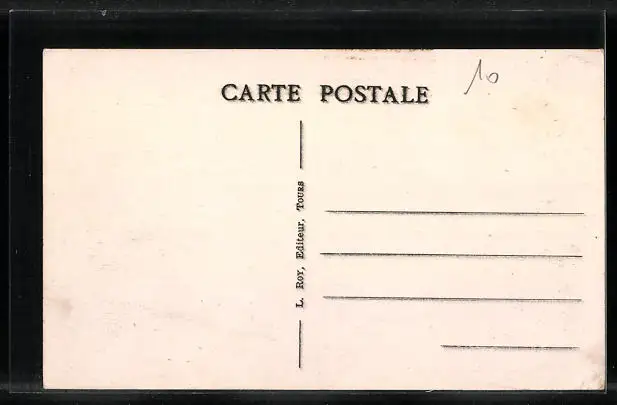 10
CARTE POSTALE
L. Roy, Editeur, Tours